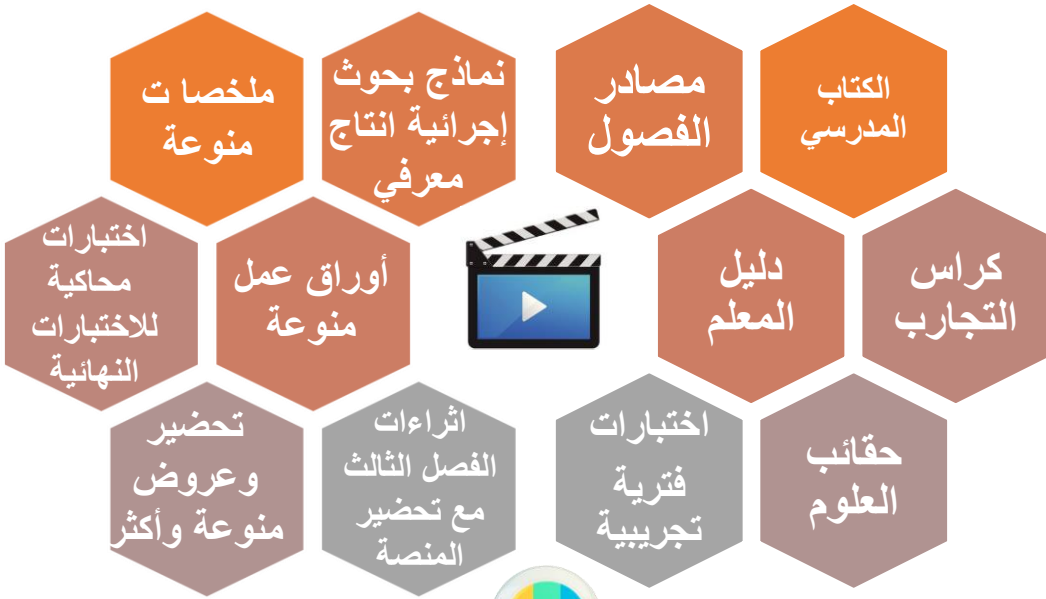 الكتاب
المدرسي
مصادر
الفصول
نماذج بحوث
إجرائية انتاج
معرفي
ملخصا ت
منوعة
كراس
التجارب
دليل
المعلم
أوراق عمل
منوعة
اختبارات
محاكية
للاختبارات
النهائية
حقائب
العلوم
اختبارات
فترية
تجريبية
اثراءات
الفصل الثالث
مع تحضير
المنصة
تحضير
وعروض
منوعة وأكثر